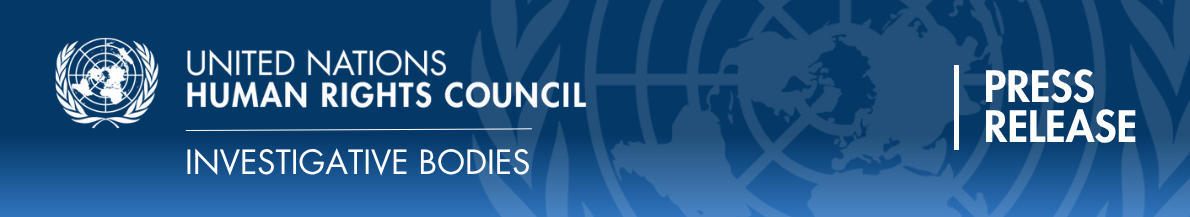 UNITED NATIONS
HUMAN RIGHTS COUNCIL
INVESTIGATIVE BODIES
PRESS
RELEASE